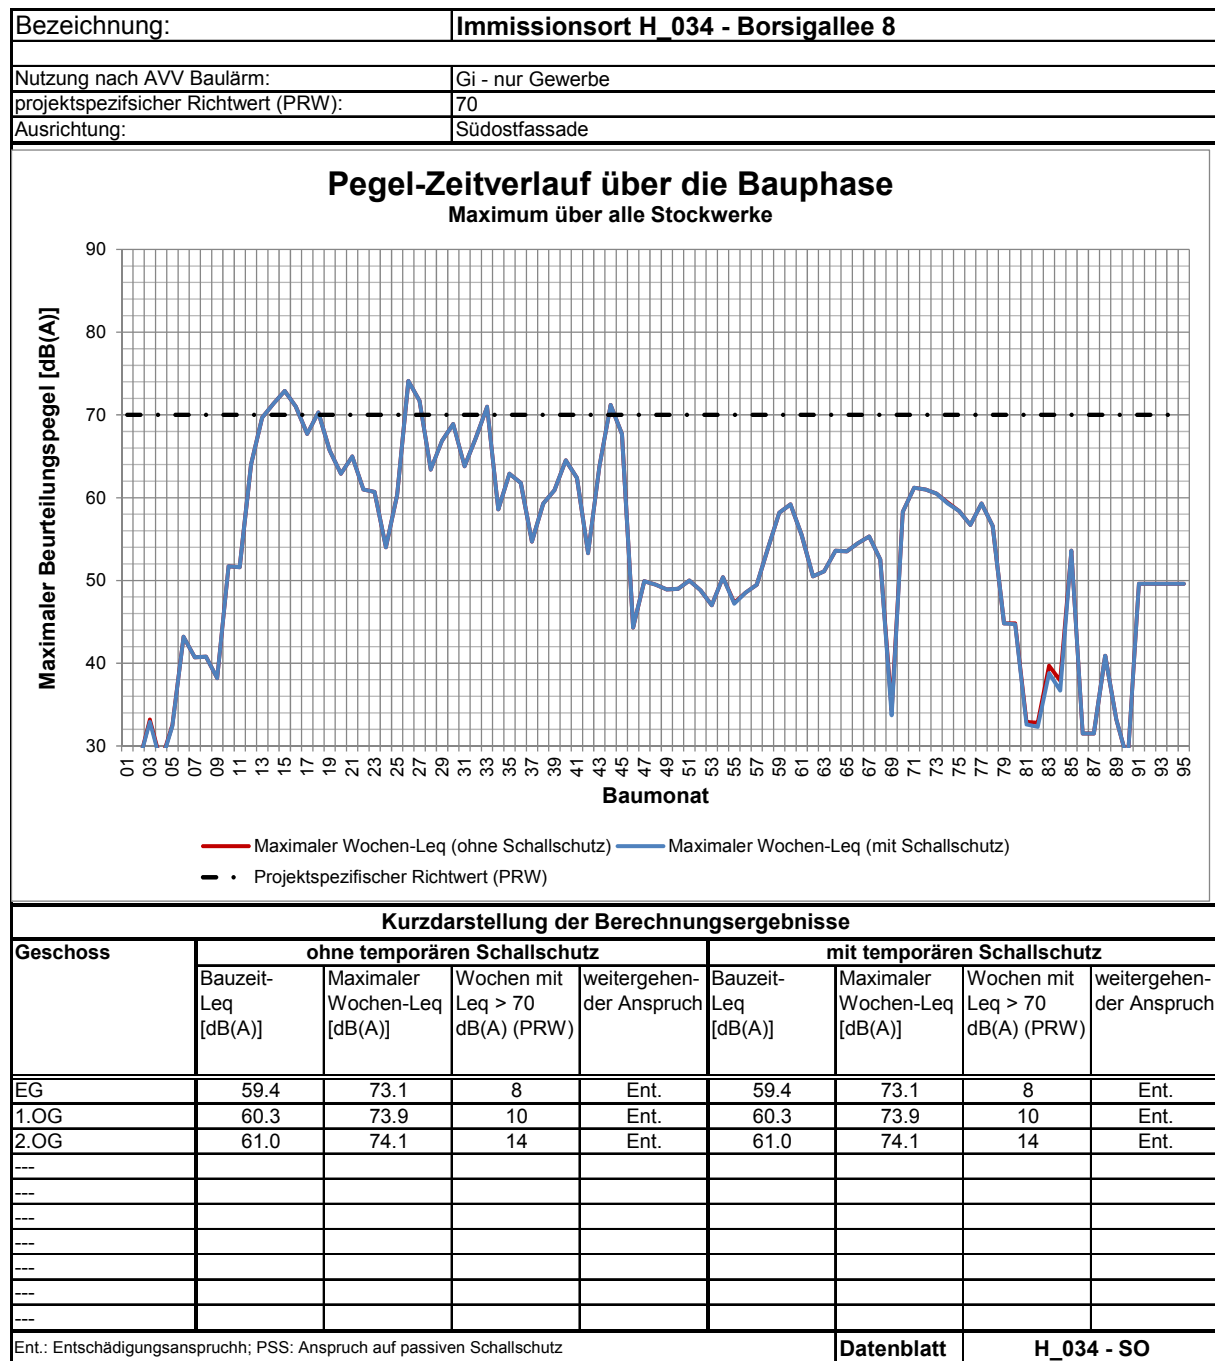 Bezeichnung: Immissionsort H_034 - Borsigallee 8
Nutzung nach AVV Baulärm: Gi - nur Gewerbe
projektspezifsicher Richtwert (PRW): 70
Ausrichtung: Südostfassade
Pegel-Zeitverlauf über die Bauphase
Maximum über alle Stockwerke
Maximaler Beurteilungspegel [dB(A)]
90
80
70
60
50
40
30
01 03 05 07 09 11 13 15 17 19 21 23 25 27 29 31 33 35 37 39 41 43 45 47 49 51 53 55 57 59 61 63 65 67 69 71 73 75 77 79 81 83 85 87 89 91 93 95
Baumonat
Maximaler Wochen-Leq (ohne Schallschutz) Maximaler Wochen-Leq (mit Schallschutz)
Projektspezifischer Richtwert (PRW)
Kurzdarstellung der Berechnungsergebnisse
Geschoss ohne temporären Schallschutz mit temporären Schallschutz
Bauzeit- Maximaler Wochen mit weitergehen- Bauzeit- Maximaler Wochen mit weitergehen-
Leq Wochen-Leq Leq > 70 der Anspruch Leq Wochen-Leq Leq > 70 der Anspruch
[dB(A)] [dB(A)] dB(A) (PRW) [dB(A)] [dB(A)] dB(A) (PRW)
EG 59.4 73.1 8 Ent. 59.4 73.1 8 Ent.
1.OG 60.3 73.9 10 Ent. 60.3 73.9 10 Ent.
2.OG 61.0 74.1 14 Ent. 61.0 74.1 14 Ent.
---
---
---
---
---
---
---
Ent.: Entschädigungsanspruchh; PSS: Anspruch auf passiven Schallschutz Datenblatt H_034 - SO